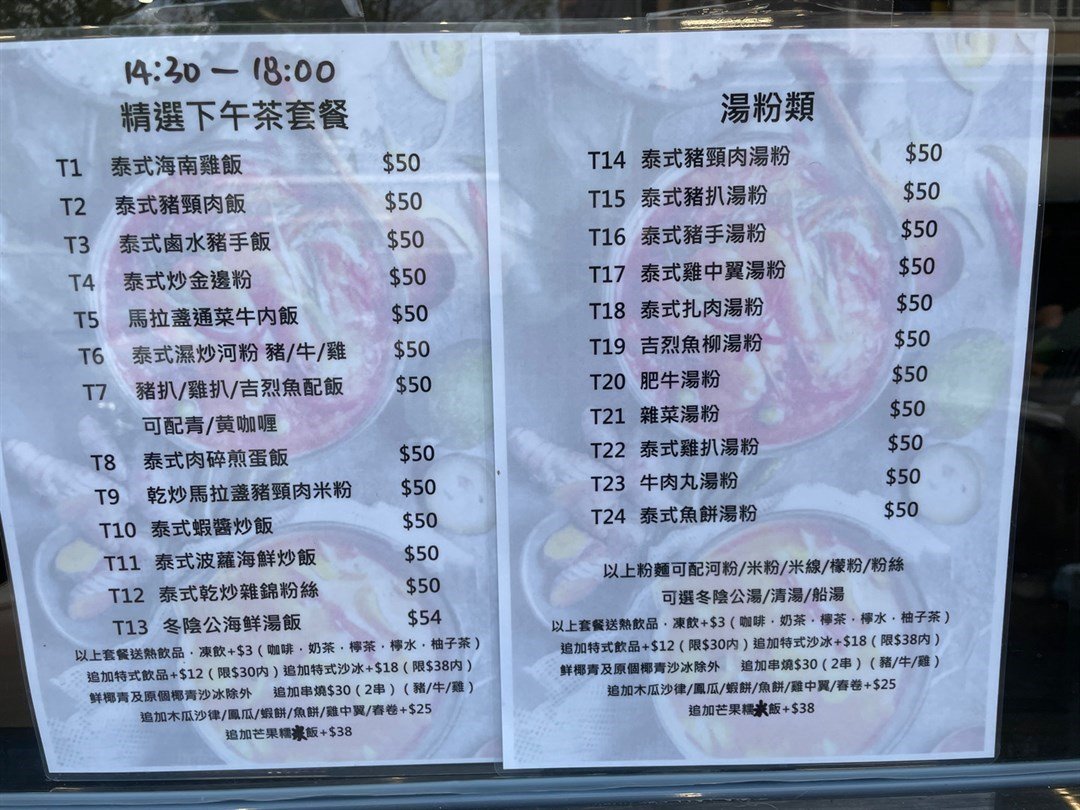 14:30 — 18:00
精選下午茶套餐
T1 泰式海南雞飯 $50
T2 泰式豬頸肉飯 $50
T3 泰式鹵水豬手飯 $50
T4 泰式炒金邊粉 $50
T5 馬拉盞通菜牛内飯 $50
T6 泰式濕炒河粉 豬/牛/雞 $50
T7 豬扒/雞扒/吉烈魚配飯 $50
可配青/黄咖喱
T8 泰式肉碎煎蛋飯 $50
T9 乾炒馬拉盞豬頸肉米粉 $50
T10 泰式蝦醬炒飯 $50
T11 泰式波蘿海鮮炒飯 $50
T12 泰式乾炒雜錦粉絲 $50
T13 冬陰公海鮮湯飯 $54
以上套餐送熱飲品﹒凍飲+$3（咖啡﹒奶茶﹒檸茶﹒檸水﹒柚子茶）
追加特式飲品+$12（限$30内）追加特式沙冰+$18（限$38内）
鮮椰青及原個椰青沙冰除外 追加串燒$30（2串）（豬/牛/雞）
追加木瓜沙律/鳳瓜/蝦餅/魚餅/雞中翼/春卷+$25
追加芒果糯米飯+$38
湯粉類
T14 泰式豬頸肉湯粉 $50
T15 泰式豬扒湯粉 $50
T16 泰式豬手湯粉 $50
T17 泰式雞中翼湯粉 $50
T18 泰式扎肉湯粉 $50
T19 吉烈魚柳湯粉 $50
T20 肥牛湯粉 $50
T21 雜菜湯粉 $50
T22 泰式雞扒湯粉 $50
T23 牛肉丸湯粉 $50
T24 泰式魚餅湯粉 $50
以上粉麵可配河粉/米粉/米線/檬粉/粉絲
可選冬陰公湯/清湯/船湯
以上套餐送熱飲品﹒凍飲+$3（咖啡﹒奶茶﹒檸茶﹒檸水﹒柚子茶）
追加特式飲品+$12（限$30内）追加特式沙冰+$18（限$38内）
鮮椰青及原個椰青沙冰除外 追加串燒$30（2串）（豬/牛/雞）
追加木瓜沙律/鳳瓜/蝦餅/魚餅/雞中翼/春卷+$25
追加芒果糯米飯+$38